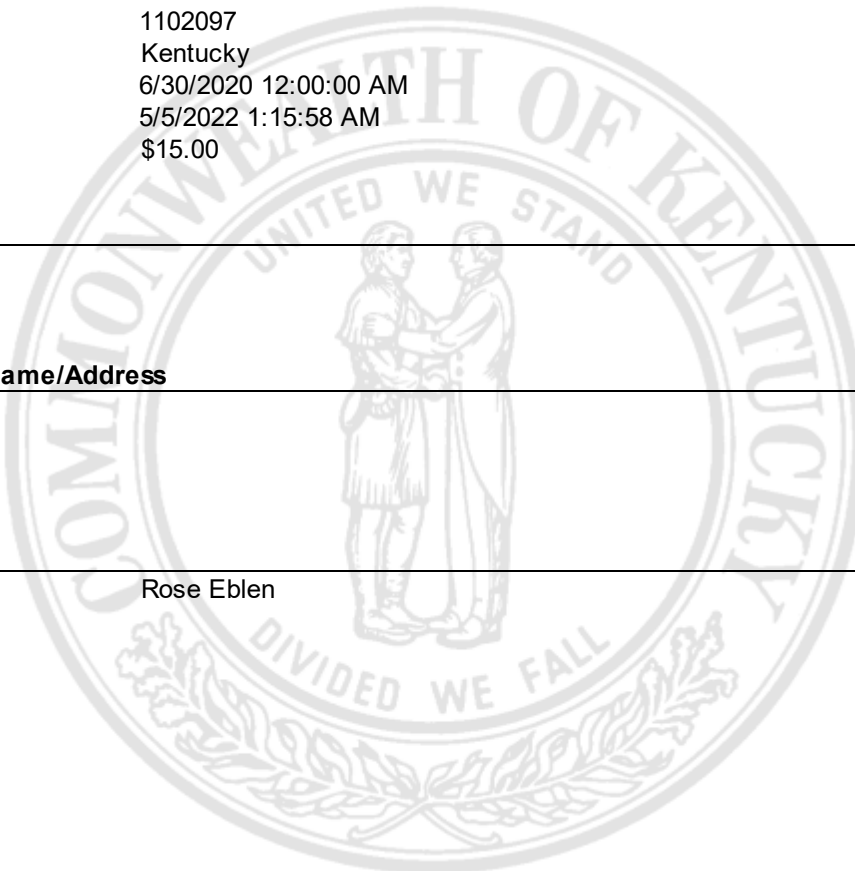 1102097
Kentucky
6/30/2020 12:00:00 AM
5/5/2022 1:15:58 AM
$15.00
COMMONWEALTH OF KENTUCKY
UNITED WE STAND
ame/Address
Rose Eblen
DIVIDED WE FALL